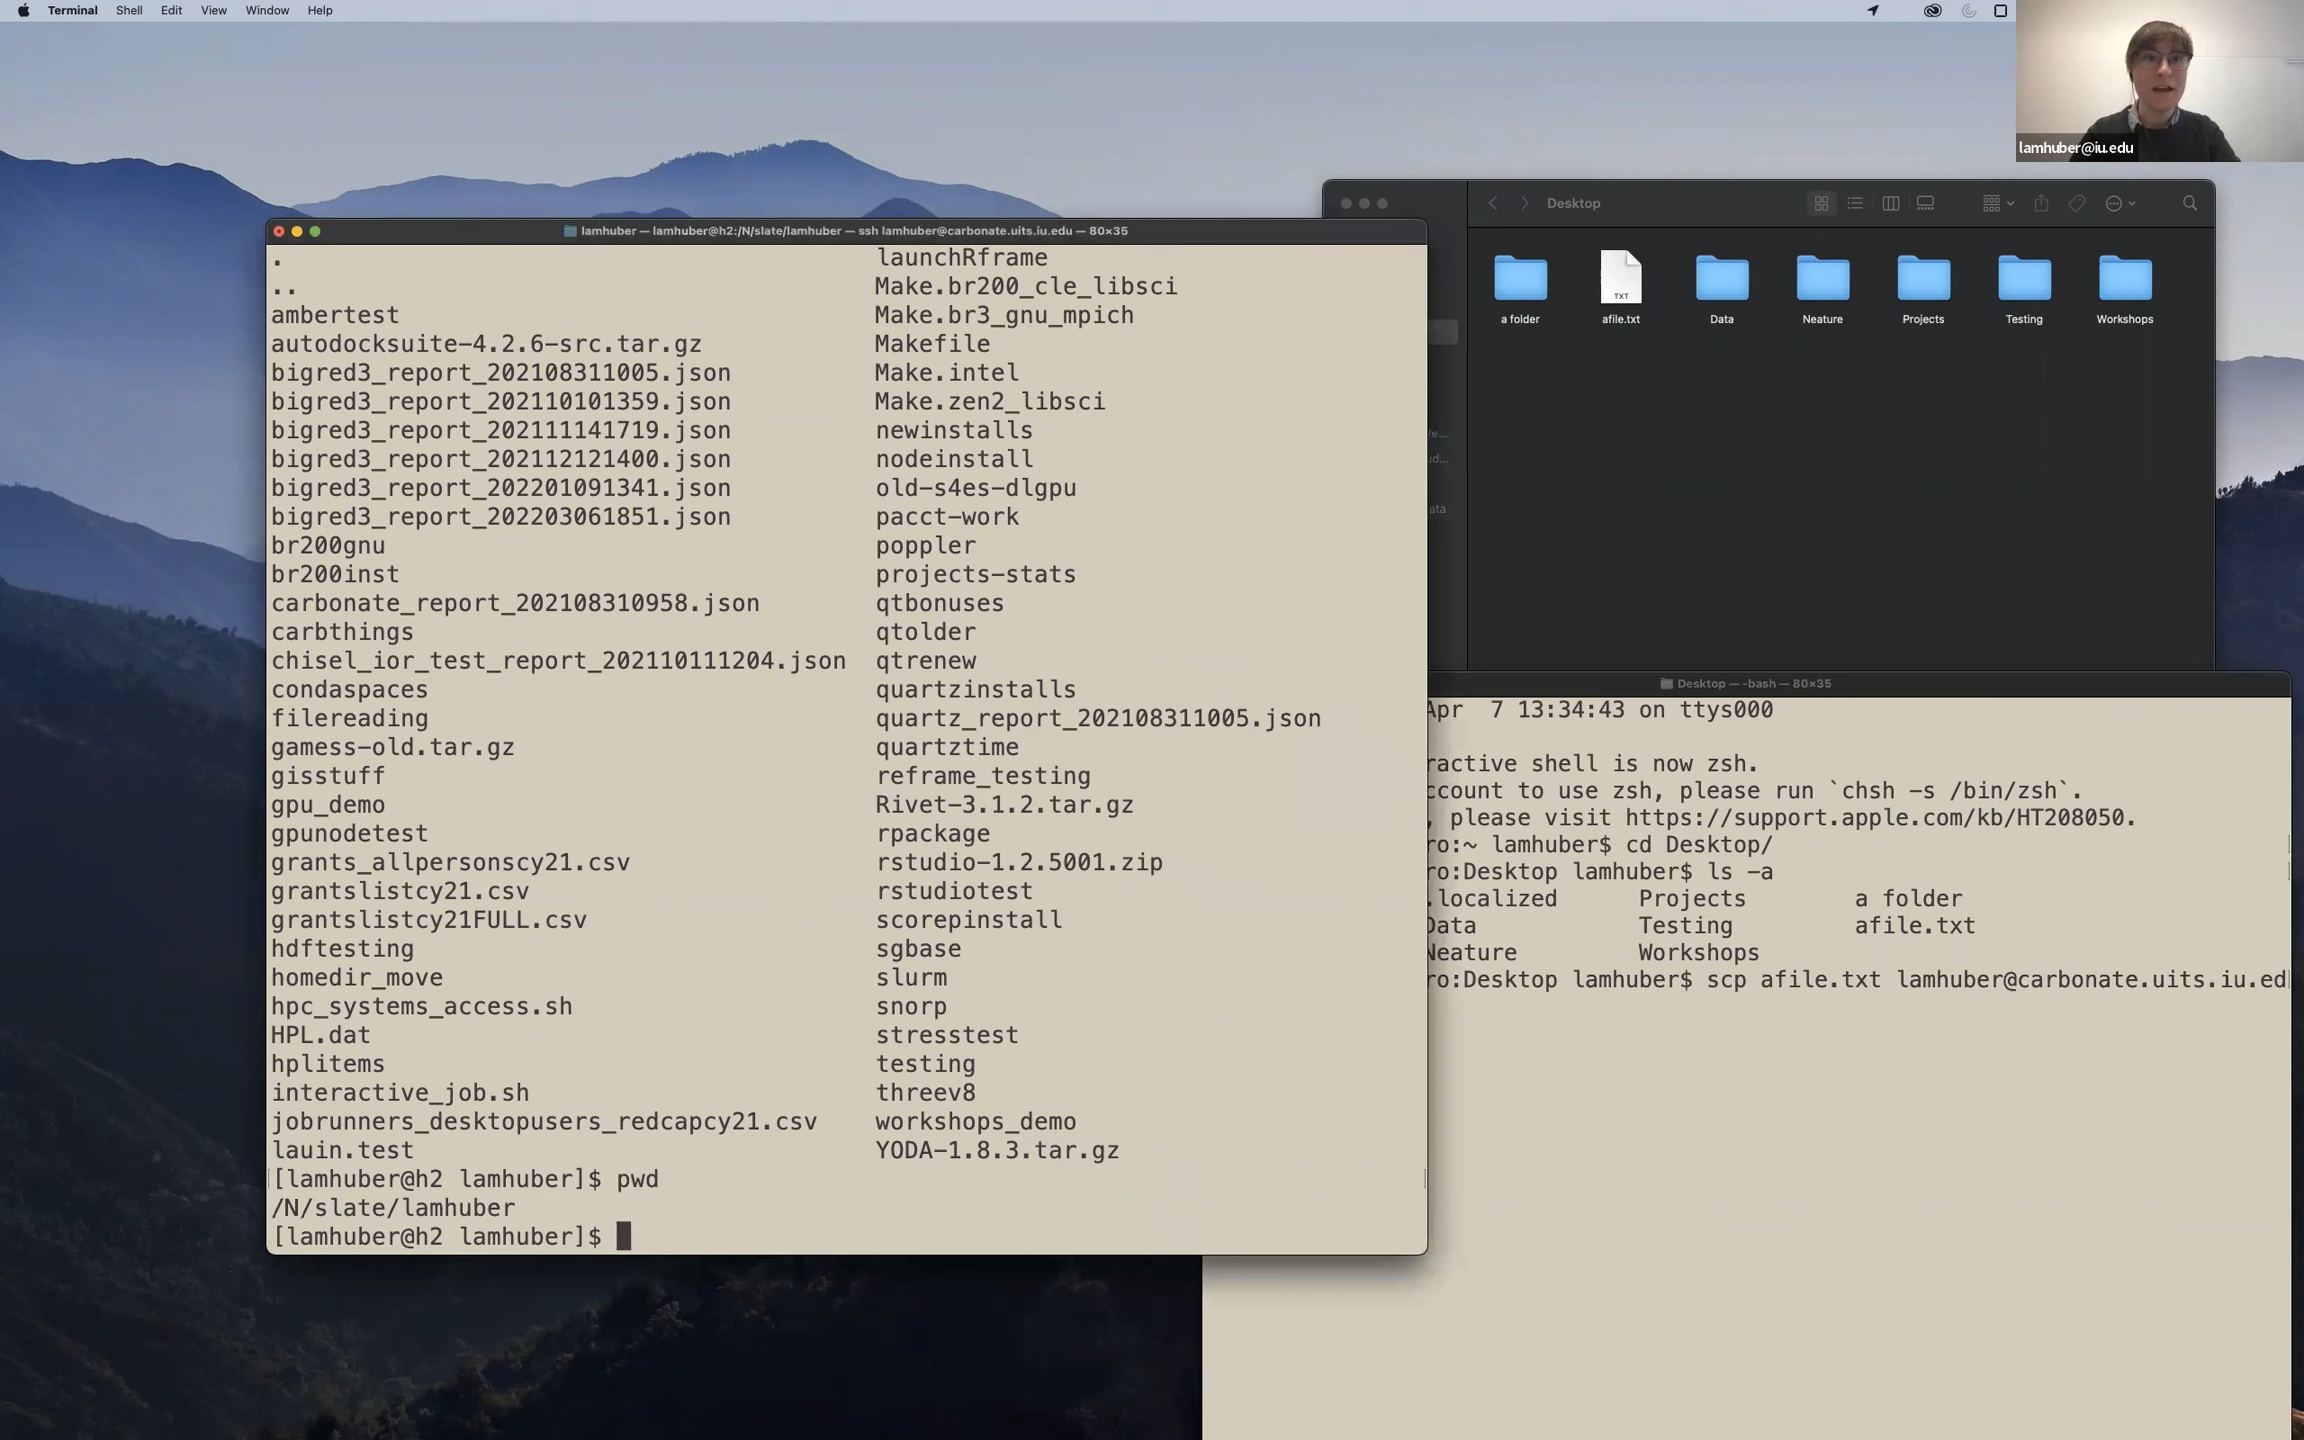 Terminal Shell Edit View Window Help
lamhuber@iu.edu
Desktop
a folder
TXT
afile.txt
Data
Neature
Projects
Testing
Workshops
lamhuber — lamhuber@h2:/N/slate/lamhuber — ssh lamhuber@carbonate.uits.iu.edu — 80×35
. launchRframe
.. Make.br200_cle_libsci
ambertest Make.br3_gnu_mpich
autodocksuite-4.2.6-src.tar.gz Makefile
bigred3_report_202108311005.json Make.intel
bigred3_report_202110101359.json Make.zen2_libsci
bigred3_report_202111141719.json newinstalls
bigred3_report_202112121400.json nodeinstall
bigred3_report_202201091341.json old-s4es-dlgpu
bigred3_report_202203061851.json pacct-work
br200gnu poppler
br200inst projects-stats
carbonate_report_202108310958.json qtbonuses
carbthings qtolder
chisel_ior_test_report_202110111204.json qtrenew
condaspaces quartzinstalls
filereading quartz_report_202108311005.json
gamess-old.tar.gz quartztime
gisstuff reframe_testing
gpu_demo Rivet-3.1.2.tar.gz
gpunodetest rpackage
grants_allpersonscy21.csv rstudio-1.2.5001.zip
grantslistcy21.csv rstudiotest
grantslistcy21FULL.csv scorepinstall
hdftesting sgbase
homedir_move slurm
hpc_systems_access.sh snorp
HPL.dat stresstest
hplitems testing
interactive_job.sh threev8
jobrunners_desktopusers_redcapcy21.csv workshops_demo
lauin.test YODA-1.8.3.tar.gz
[lamhuber@h2 lamhuber]$ pwd
/N/slate/lamhuber
[lamhuber@h2 lamhuber]$
Desktop — -bash — 80×35
Apr 7 13:34:43 on ttys000
ractive shell is now zsh.
ccount to use zsh, please run `chsh -s /bin/zsh`.
, please visit https://support.apple.com/kb/HT208050.
ro:~ lamhuber$ cd Desktop/
ro:Desktop lamhuber$ ls -a
.localized Projects a folder
Data Testing afile.txt
Neature Workshops
ro:Desktop lamhuber$ scp afile.txt lamhuber@carbonate.uits.iu.ed